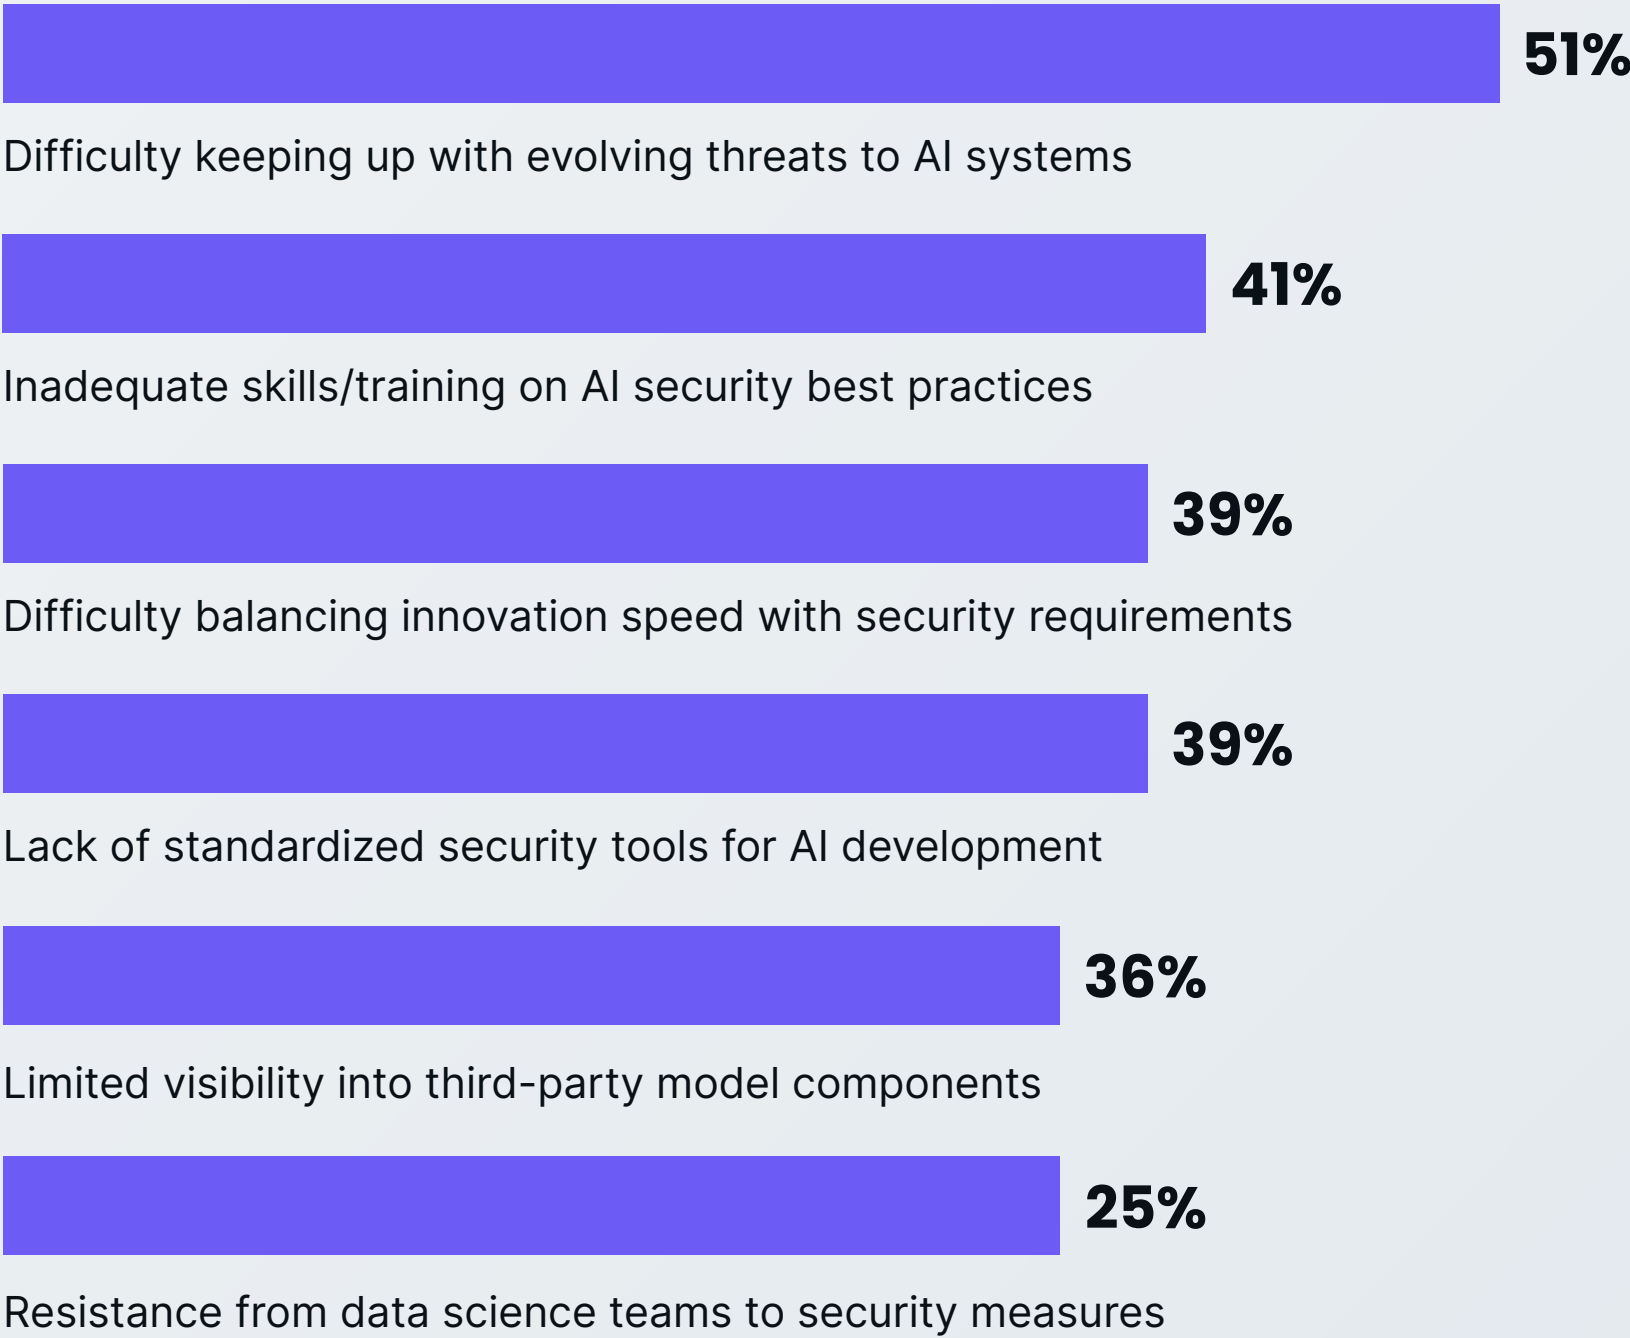 51%
Difficulty keeping up with evolving threats to AI systems
41%
Inadequate skills/training on AI security best practices
39%
Difficulty balancing innovation speed with security requirements
39%
Lack of standardized security tools for AI development
36%
Limited visibility into third-party model components
25%
Resistance from data science teams to security measures